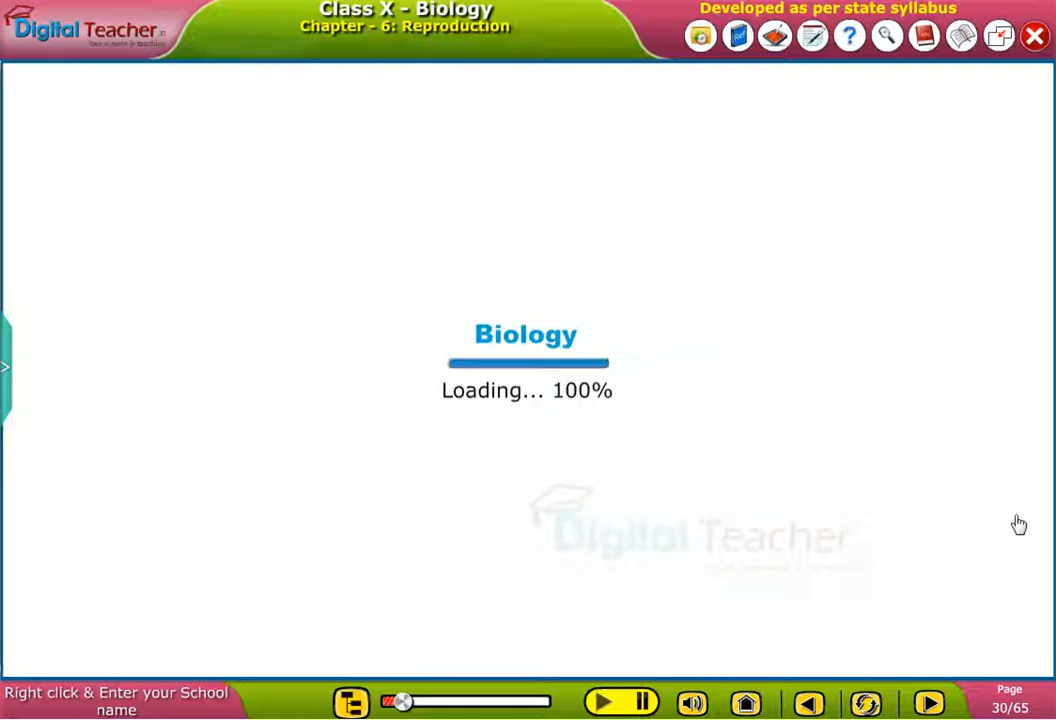 Digital Teacher.in
Class X - Biology
Chapter - 6: Reproduction
Developed as per state syllabus
Biology
Loading... 100%
Digital Teacher
Right click & Enter your School
name
Page
30/65